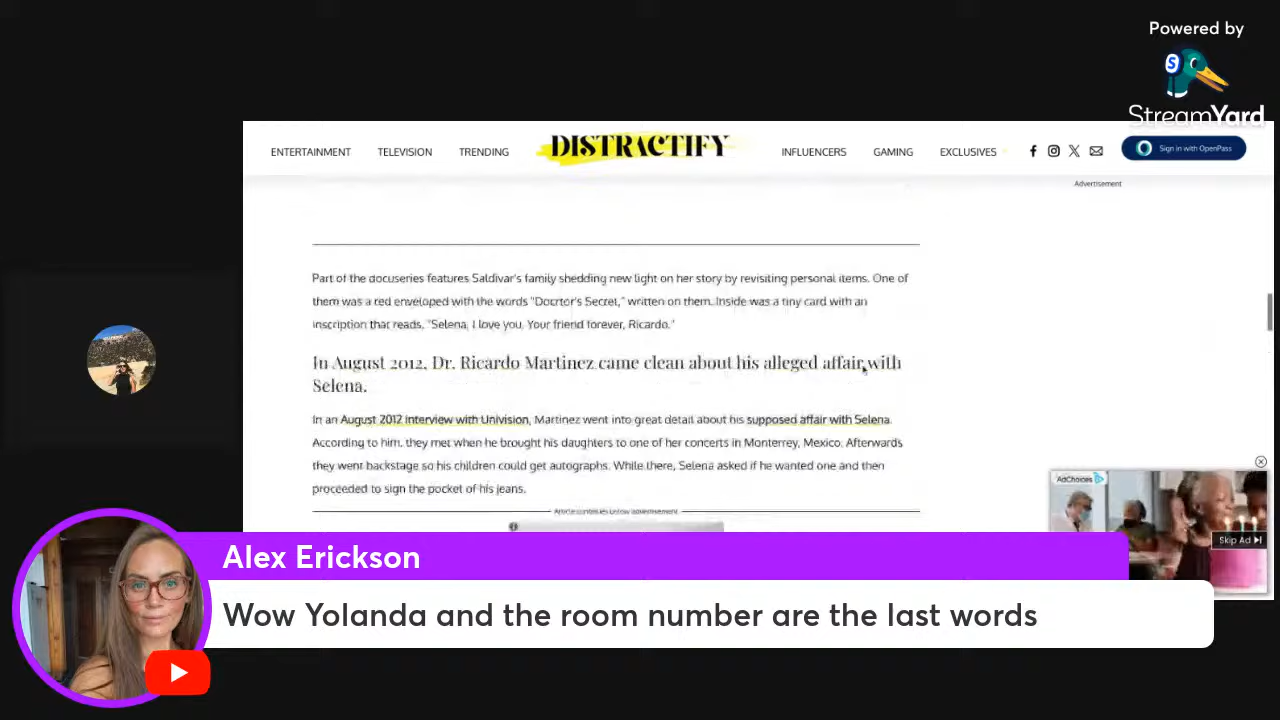 Powered by
StreamYard
ENTERTAINMENT TELEVISION TRENDING DISTRACTIFY INFLUENCERS GAMING EXCLUSIVES Sign in with OpenPass
Advertisement
Part of the docuseries features Saldivar's family shedding new light on her story by revisiting personal items. One of
them was a red enveloped with the words "Docrtor's Secret," written on them. Inside was a tiny card with an
inscription that reads, "Selena, I love you. Your friend forever, Ricardo."
In August 2012, Dr. Ricardo Martinez came clean about his alleged affair with
Selena.
In an August 2012 interview with Univision, Martinez went into great detail about his supposed affair with Selena.
According to him, they met when he brought his daughters to one of her concerts in Monterrey, Mexico. Afterwards
they went backstage so his children could get autographs. While there, Selena asked if he wanted one and then
proceeded to sign the pocket of his jeans.
Article continues below advertisement
AdChoices
Skip Ad
Alex Erickson
Wow Yolanda and the room number are the last words